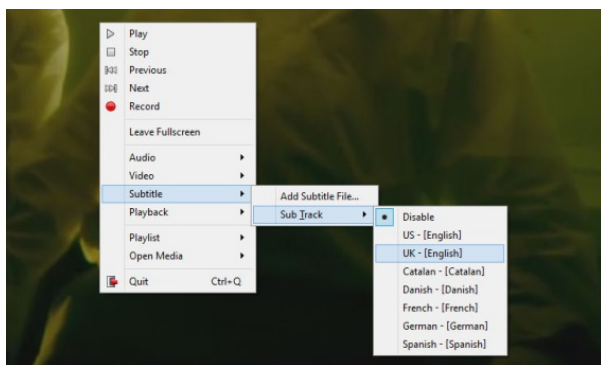 Play
Stop
Previous
Next
Record
Leave Fullscreen
Audio
Video
Subtitle
Playback
Playlist
Open Media
Quit Ctrl+Q
Add Subtitle File...
Sub Track
Disable
US - [English]
UK - [English]
Catalan - [Catalan]
Danish - [Danish]
French - [French]
German - [German]
Spanish - [Spanish]